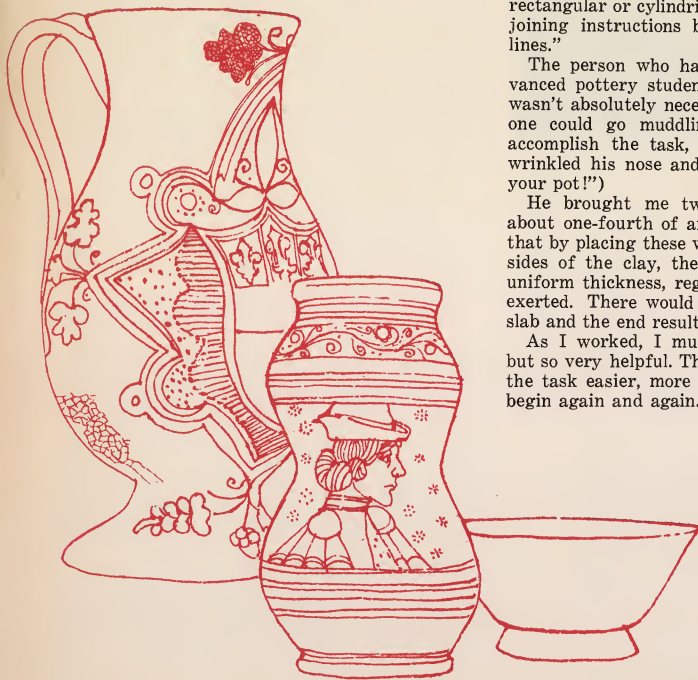 rectangular or cylindri
joining instructions b
lines."
The person who ha
vanced pottery studen
wasn't absolutely nece
one could go muddlin
accomplish the task,
wrinkled his nose and
your pot!")
He brought me tw
about one-fourth of a
that by placing these v
sides of the clay, the
uniform thickness, reg
exerted. There would
slab and the end result
As I worked, I mu
but so very helpful. Th
the task easier, more
begin again and again.